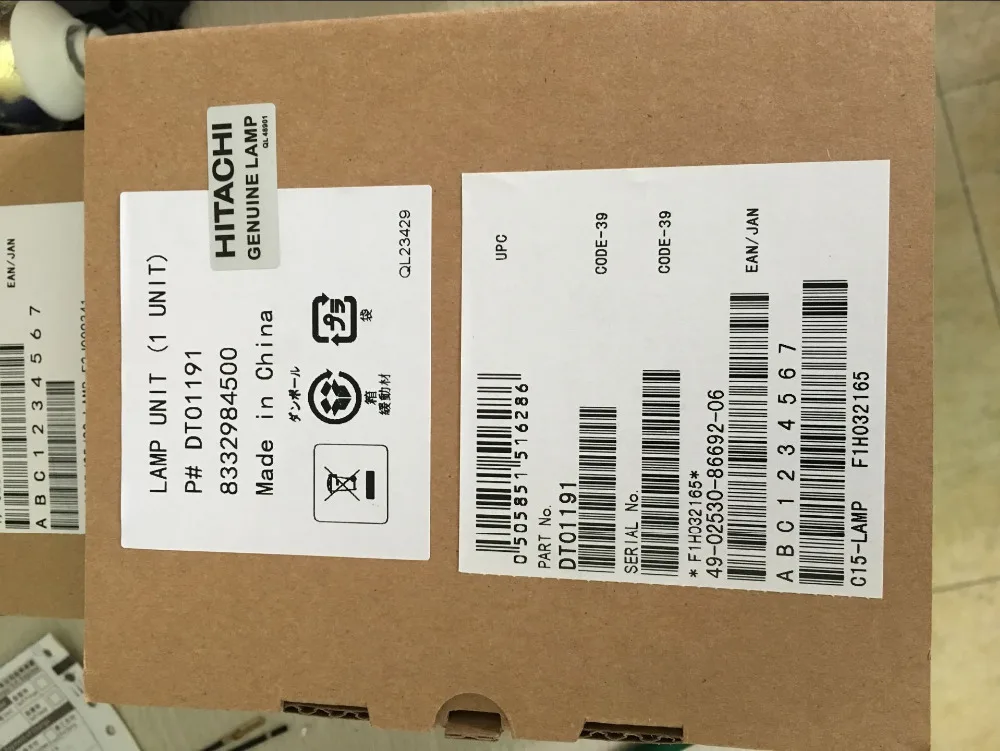 HITACHI
GENUINE LAMP
QL 46901
LAMP UNIT (1 UNIT)
P# DT01191
8332984500
Made in China
ダンボール
箱
緩動材
プラ
袋
QL23429
UPC
0 505851 516286
PART No.
DT01191
CODE-39
SERIAL No.
CODE-39
*F1H032165*
49-02530-86692-06
EAN/JAN
A B C 1 2 3 4 5 6 7
C15-LAMP F1H032165
EAN/JAN
A B C 1 2 3 4 5 6 7